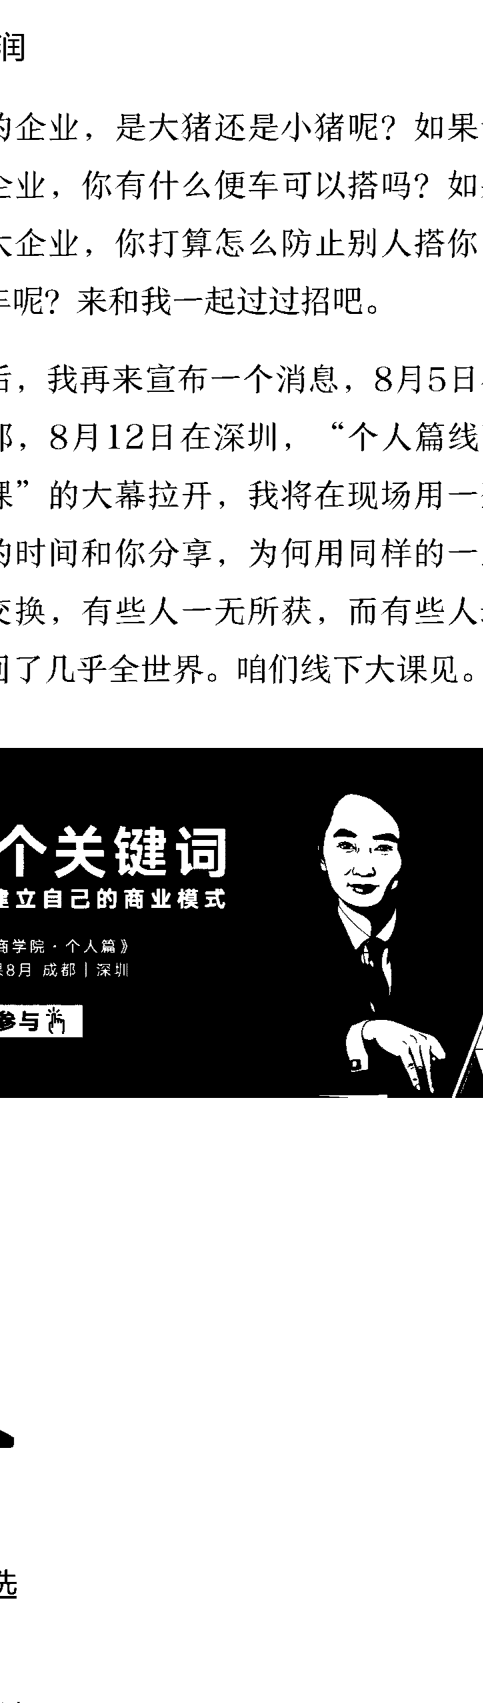 润
的企业，是大猪还是小猪呢？如果
企业，你有什么便车可以搭吗？如
大企业，你打算怎么防止别人搭你
车呢？来和我一起过过招吧。
后，我再来宣布一个消息，8月5日
都，8月12日在深圳，“个人篇线
课”的大幕拉开，我将在现场用一
的时间和你分享，为何用同样的一
交换，有些人一无所获，而有些人
回了几乎全世界。咱们线下大课见。
个关键词
建立自己的商业模式
商学院·个人篇》
8月 成都｜深圳
参与
选